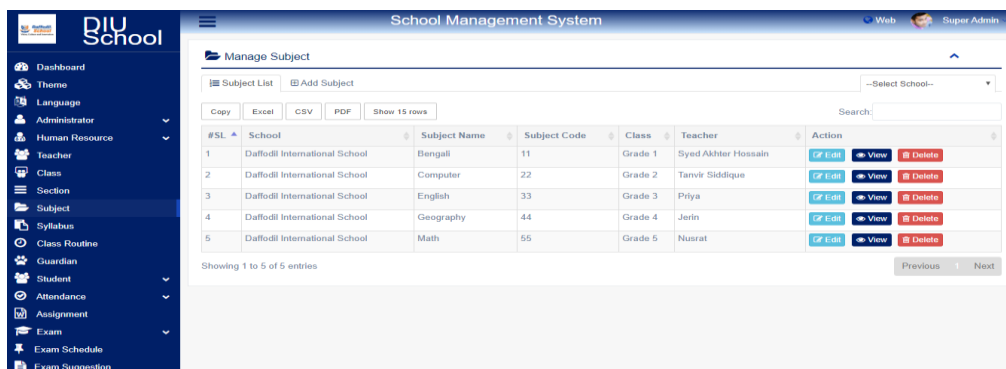 DIU
School
School Management System
Web
Super Admin
Dashboard
Theme
Language
Administrator
Human Resource
Teacher
Class
Section
Subject
Syllabus
Class Routine
Guardian
Student
Attendance
Assignment
Exam
Exam Schedule
Exam Suggestion
Manage Subject
Subject List Add Subject --Select School--
Copy Excel CSV PDF Show 15 rows Search:
#SL School Subject Name Subject Code Class Teacher Action
1 Daffodil International School Bengali 11 Grade 1 Syed Akhter Hossain Edit View Delete
2 Daffodil International School Computer 22 Grade 2 Tanvir Siddique Edit View Delete
3 Daffodil International School English 33 Grade 3 Priya Edit View Delete
4 Daffodil International School Geography 44 Grade 4 Jerin Edit View Delete
5 Daffodil International School Math 55 Grade 5 Nusrat Edit View Delete
Showing 1 to 5 of 5 entries Previous 1 Next